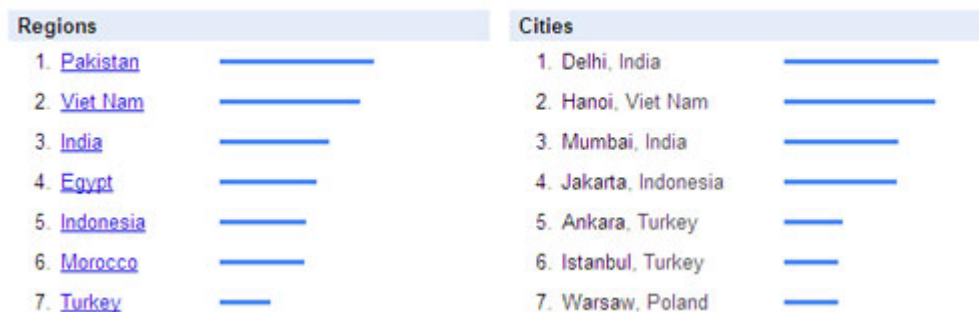 Regions
1. Pakistan
2. Viet Nam
3. India
4. Egypt
5. Indonesia
6. Morocco
7. Turkey
Cities
1. Delhi, India
2. Hanoi, Viet Nam
3. Mumbai, India
4. Jakarta, Indonesia
5. Ankara, Turkey
6. Istanbul, Turkey
7. Warsaw, Poland